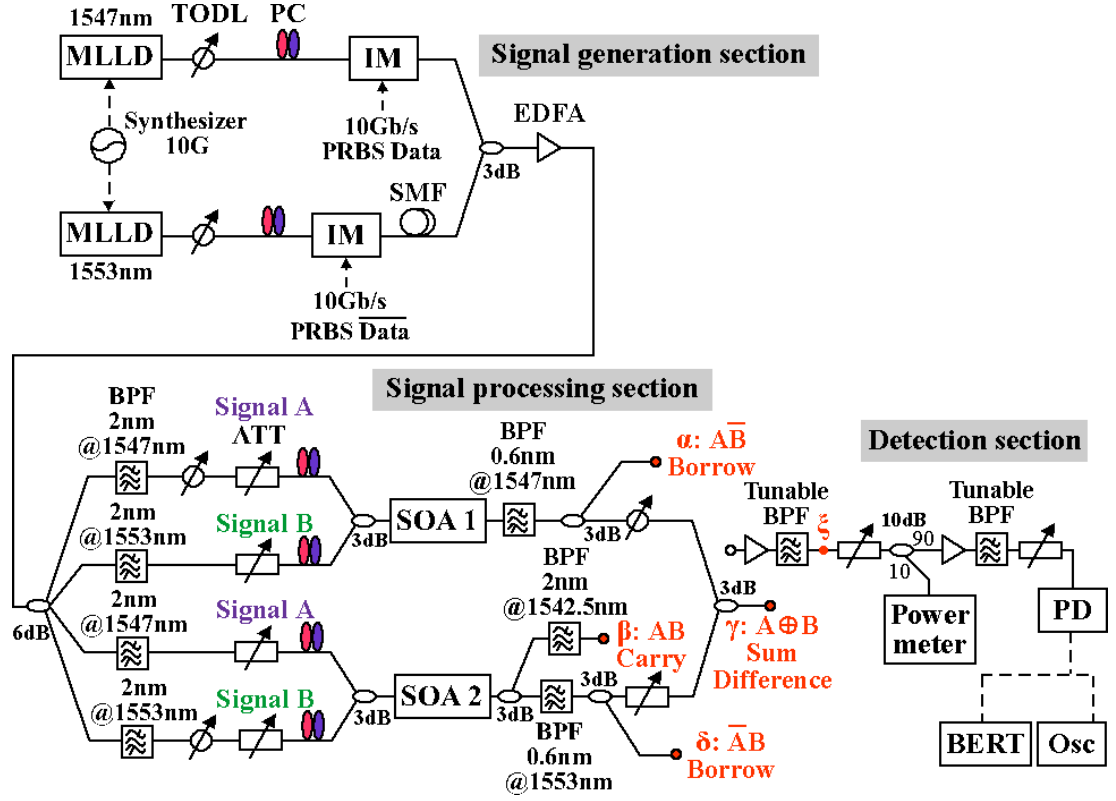 1547nm
TODL
PC
MLLD
IM
Signal generation section
Synthesizer
10G
10Gb/s
PRBS Data
EDFA
3dB
SMF
MLLD
IM
1553nm
10Gb/s
PRBS D̅a̅t̅a̅
Signal processing section
BPF
2nm
@1547nm
Signal A
ATT
BPF
0.6nm
@1547nm
α: AB̅
Borrow
Detection section
2nm
@1553nm
Signal B
3dB
SOA 1
3dB
Tunable
BPF
ξ
10dB
90
10
Tunable
BPF
6dB
2nm
@1547nm
Signal A
BPF
2nm
@1542.5nm
β: AB
Carry
3dB
γ: A⊕B
Sum
Difference
Power
meter
PD
2nm
@1553nm
Signal B
3dB
SOA 2
3dB
3dB
BPF
0.6nm
@1553nm
δ: A̅B
Borrow
BERT
Osc